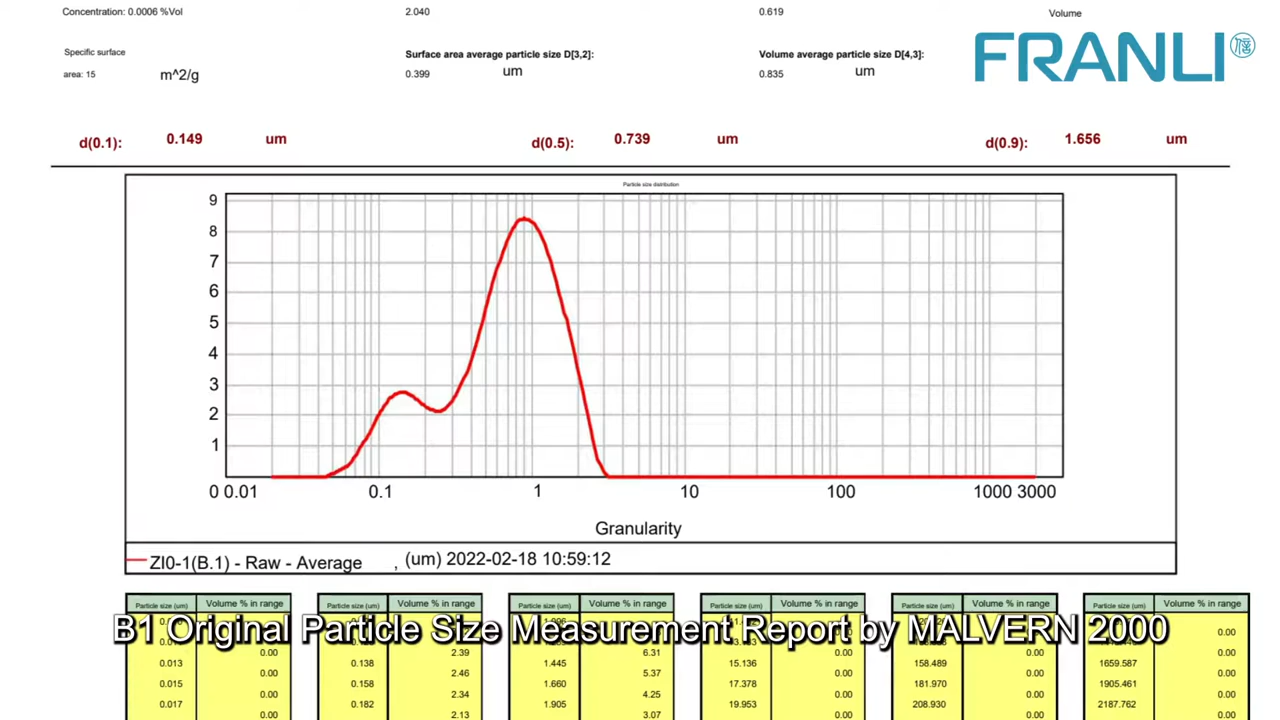 Concentration: 0.0006 %Vol 2.040 0.619 Volume
FRANLI
Specific surface Surface area average particle size D[3,2]: Volume average particle size D[4,3]:
area: 15 m^2/g 0.399 um 0.835 um
d(0.1): 0.149 um d(0.5): 0.739 um d(0.9): 1.656 um
Particle size distribution
9
8
7
6
5
4
3
2
1
0 0.01 0.1 1 10 100 1000 3000
Granularity
ZI0-1(B.1) - Raw - Average , (um) 2022-02-18 10:59:12
Particle size (um) Volume % in range Particle size (um) Volume % in range Particle size (um) Volume % in range Particle size (um) Volume % in range Particle size (um) Volume % in range Particle size (um) Volume % in range
B1 Original Particle Size Measurement Report by MALVERN 2000
0.00 2.39 6.31 0.00 0.00 0.00
0.013 0.138 1.445 15.136 158.489 1659.587
0.00 2.46 5.37 0.00 0.00 0.00
0.015 0.158 1.660 17.378 181.970 1905.461
0.00 2.34 4.25 0.00 0.00 0.00
0.017 0.182 1.905 19.953 208.930 2187.762
0.00 2.13 3.07 0.00 0.00 0.00